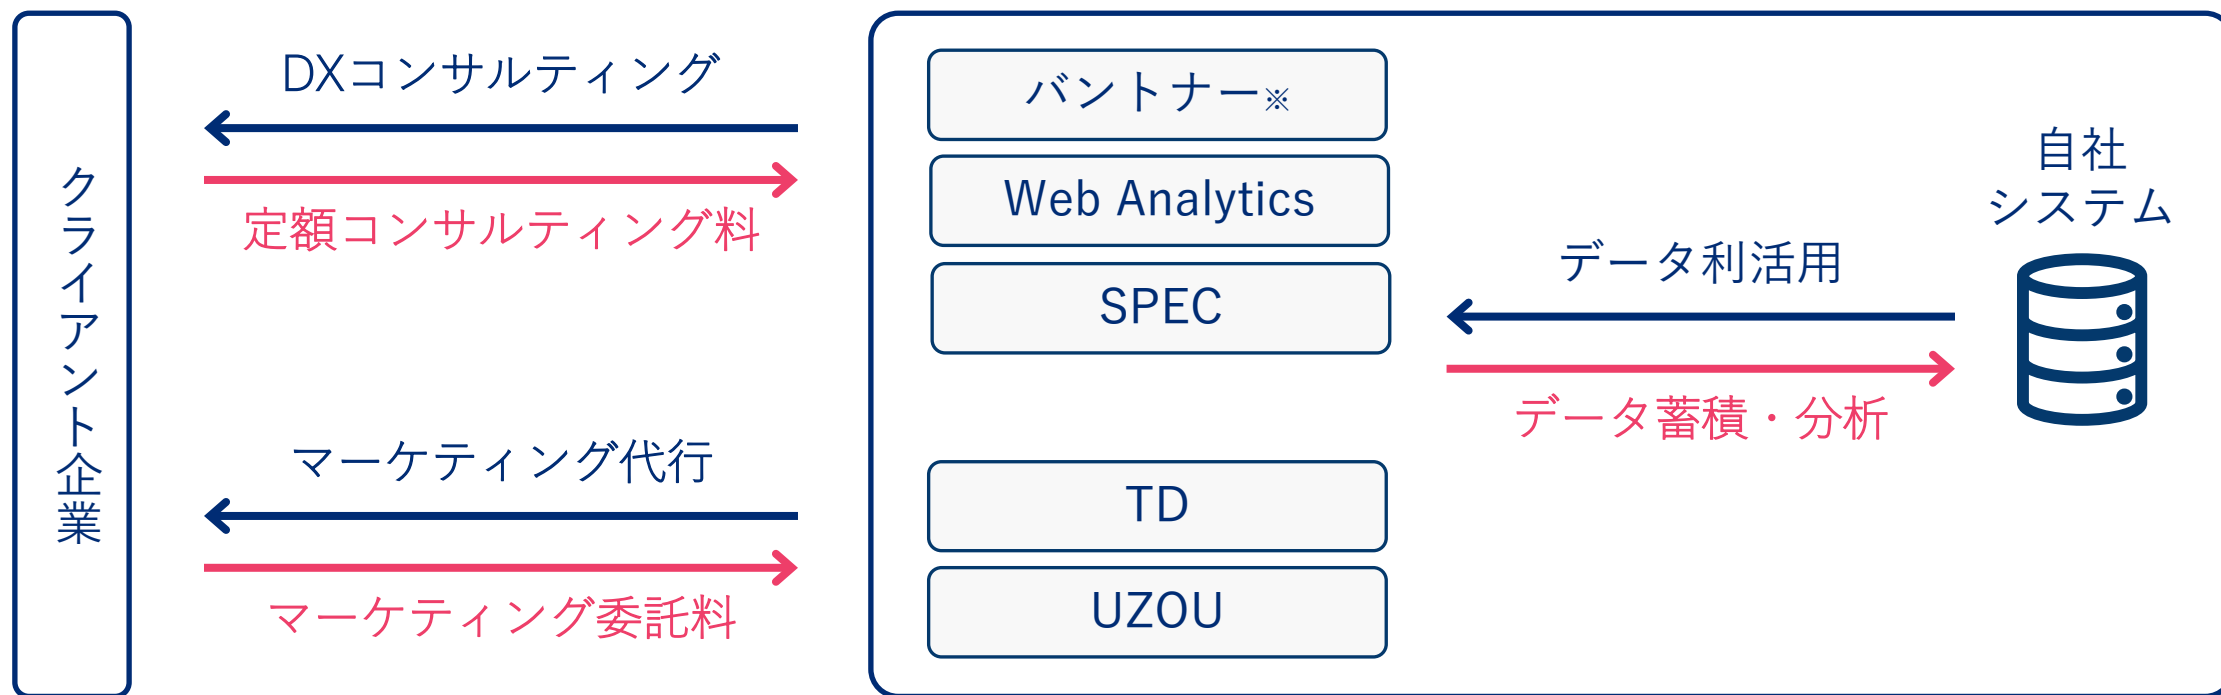 クライアント企業
DXコンサルティング
定額コンサルティング料
マーケティング代行
マーケティング委託料
バントナー※
Web Analytics
SPEC
TD
UZOU
データ利活用
データ蓄積・分析
自社
システム